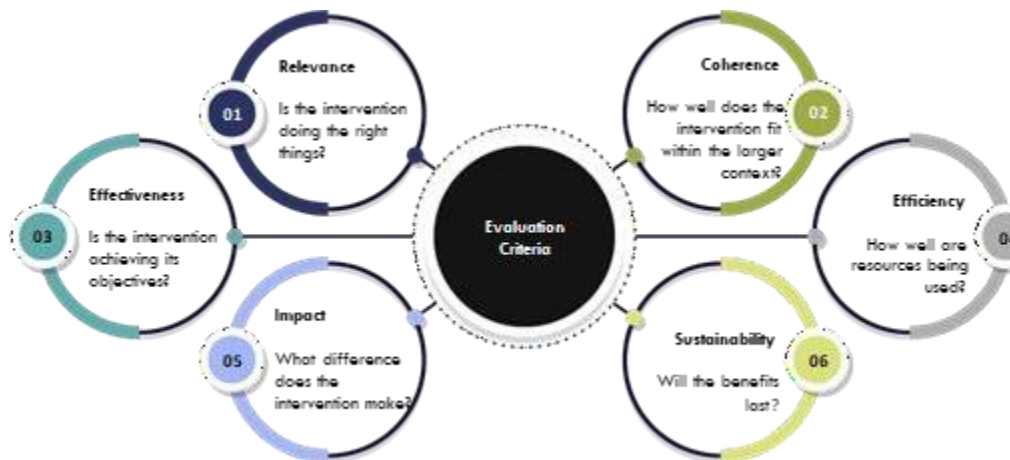 Relevance
01
Is the intervention
doing the right
things?
Coherence
02
How well does the
intervention fit
within the larger
context?
Effectiveness
03
Is the intervention
achieving its
objectives?
Evaluation
Criteria
Efficiency
04
How well are
resources being
used?
Impact
05
What difference
does the
intervention make?
Sustainability
06
Will the benefits
last?